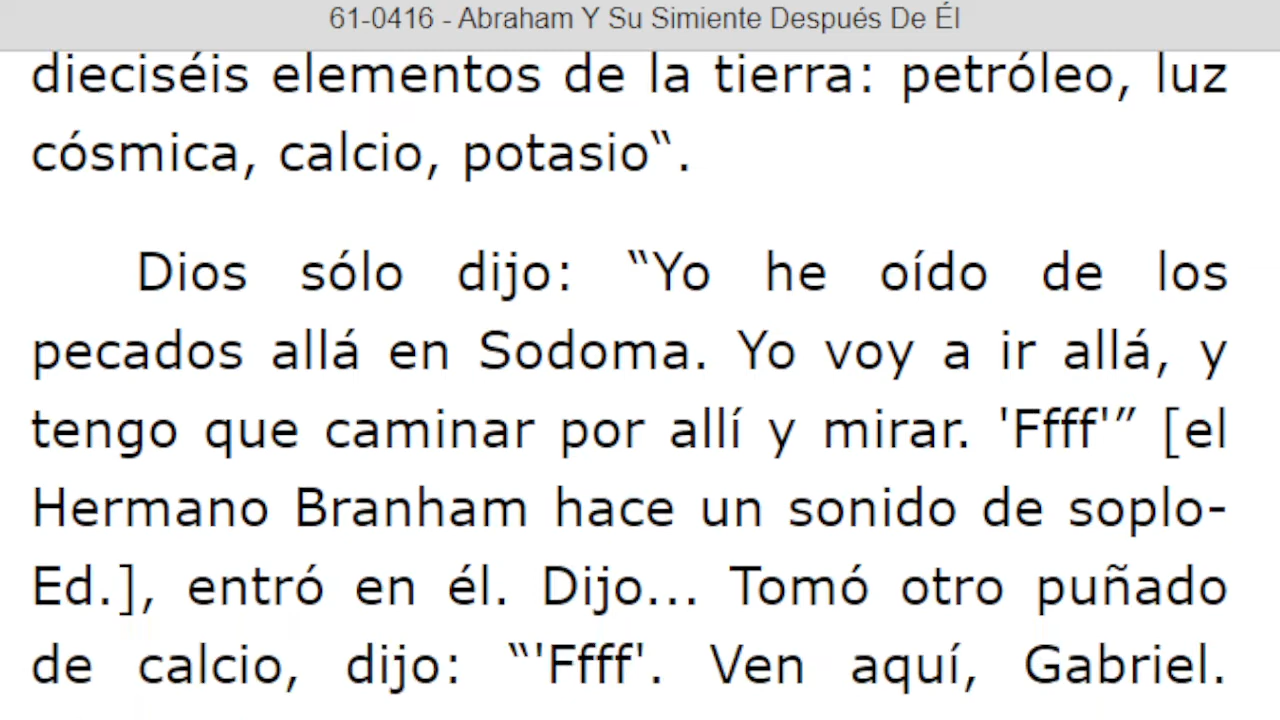 61-0416 - Abraham Y Su Simiente Después De Él
dieciséis elementos de la tierra: petróleo, luz
cósmica, calcio, potasio“.
Dios sólo dijo: “Yo he oído de los
pecados allá en Sodoma. Yo voy a ir allá, y
tengo que caminar por allí y mirar. 'Ffff'” [el
Hermano Branham hace un sonido de soplo-
Ed.], entró en él. Dijo... Tomó otro puñado
de calcio, dijo: “'Ffff'. Ven aquí, Gabriel.